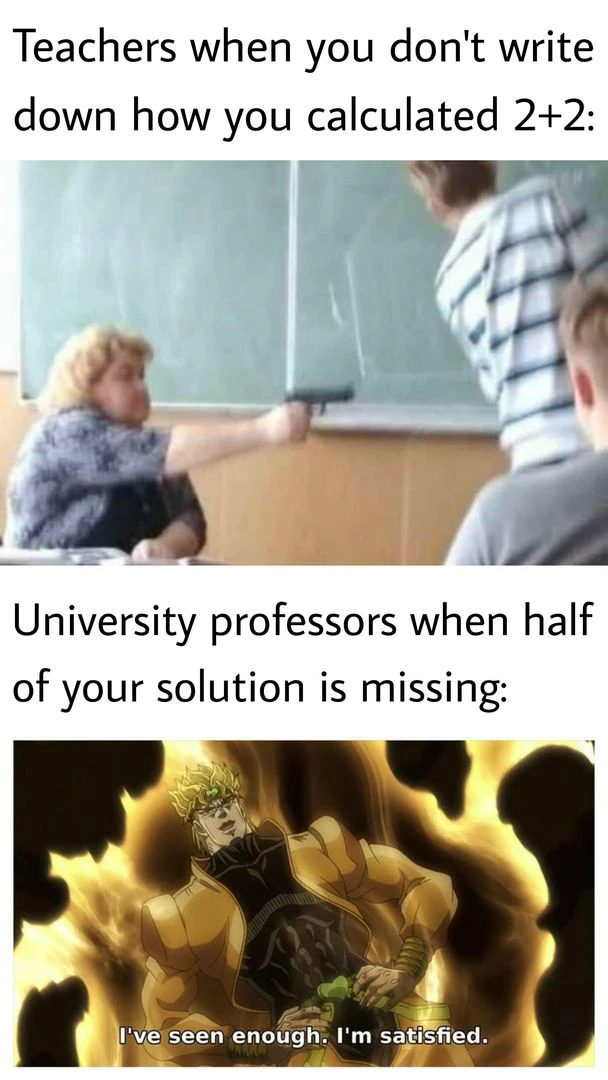 Teachers when you don't write
down how you calculated 2+2:
University professors when half
of your solution is missing:
I've seen enough. I'm satisfied.